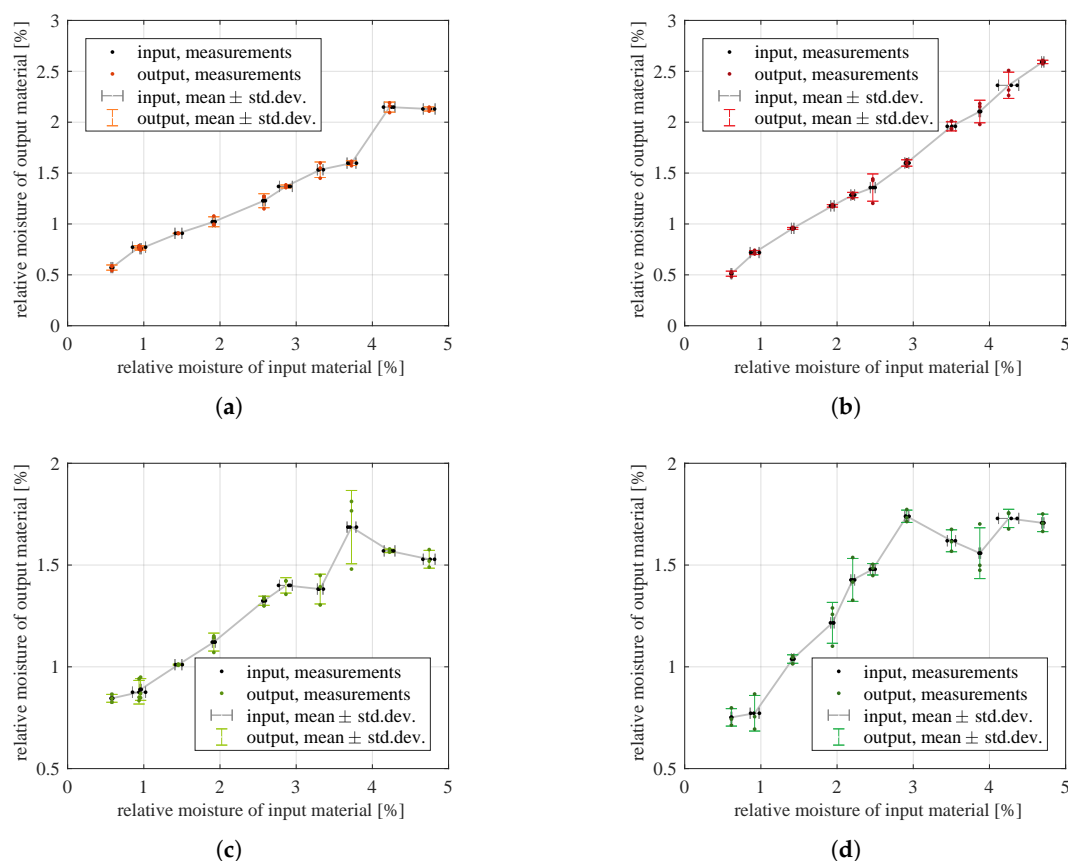 3
2.5
2
1.5
1
0.5
0
0
1
2
3
4
5
relative moisture of output material [%]
input, measurements
output, measurements
input, mean ± std.dev.
output, mean ± std.dev.
relative moisture of input material [%]
(a)
3
2.5
2
1.5
1
0.5
0
0
1
2
3
4
5
relative moisture of output material [%]
input, measurements
output, measurements
input, mean ± std.dev.
output, mean ± std.dev.
relative moisture of input material [%]
(b)
2
1.5
1
0.5
0
1
2
3
4
5
relative moisture of output material [%]
input, measurements
output, measurements
input, mean ± std.dev.
output, mean ± std.dev.
relative moisture of input material [%]
(c)
2
1.5
1
0.5
0
1
2
3
4
5
relative moisture of output material [%]
input, measurements
output, measurements
input, mean ± std.dev.
output, mean ± std.dev.
relative moisture of input material [%]
(d)